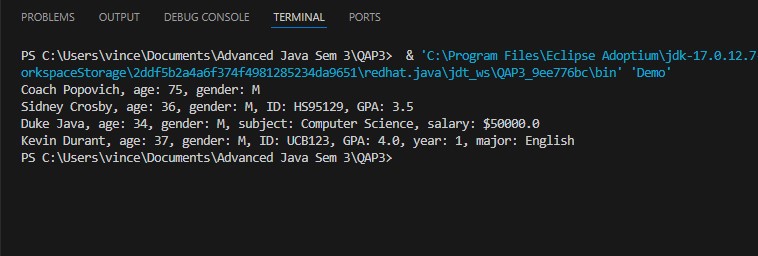 PROBLEMS OUTPUT DEBUG CONSOLE TERMINAL PORTS
PS C:\Users\vince\Documents\Advanced Java Sem 3\QAP3> & 'C:\Program Files\Eclipse Adoptium\jdk-17.0.12.7-
orkspaceStorage\2ddf5b2a4a6f374f4981285234da9651\redhat.java\jdt_ws\QAP3_9ee776bc\bin' 'Demo'
Coach Popovich, age: 75, gender: M
Sidney Crosby, age: 36, gender: M, ID: HS95129, GPA: 3.5
Duke Java, age: 34, gender: M, subject: Computer Science, salary: $50000.0
Kevin Durant, age: 37, gender: M, ID: UCB123, GPA: 4.0, year: 1, major: English
PS C:\Users\vince\Documents\Advanced Java Sem 3\QAP3>